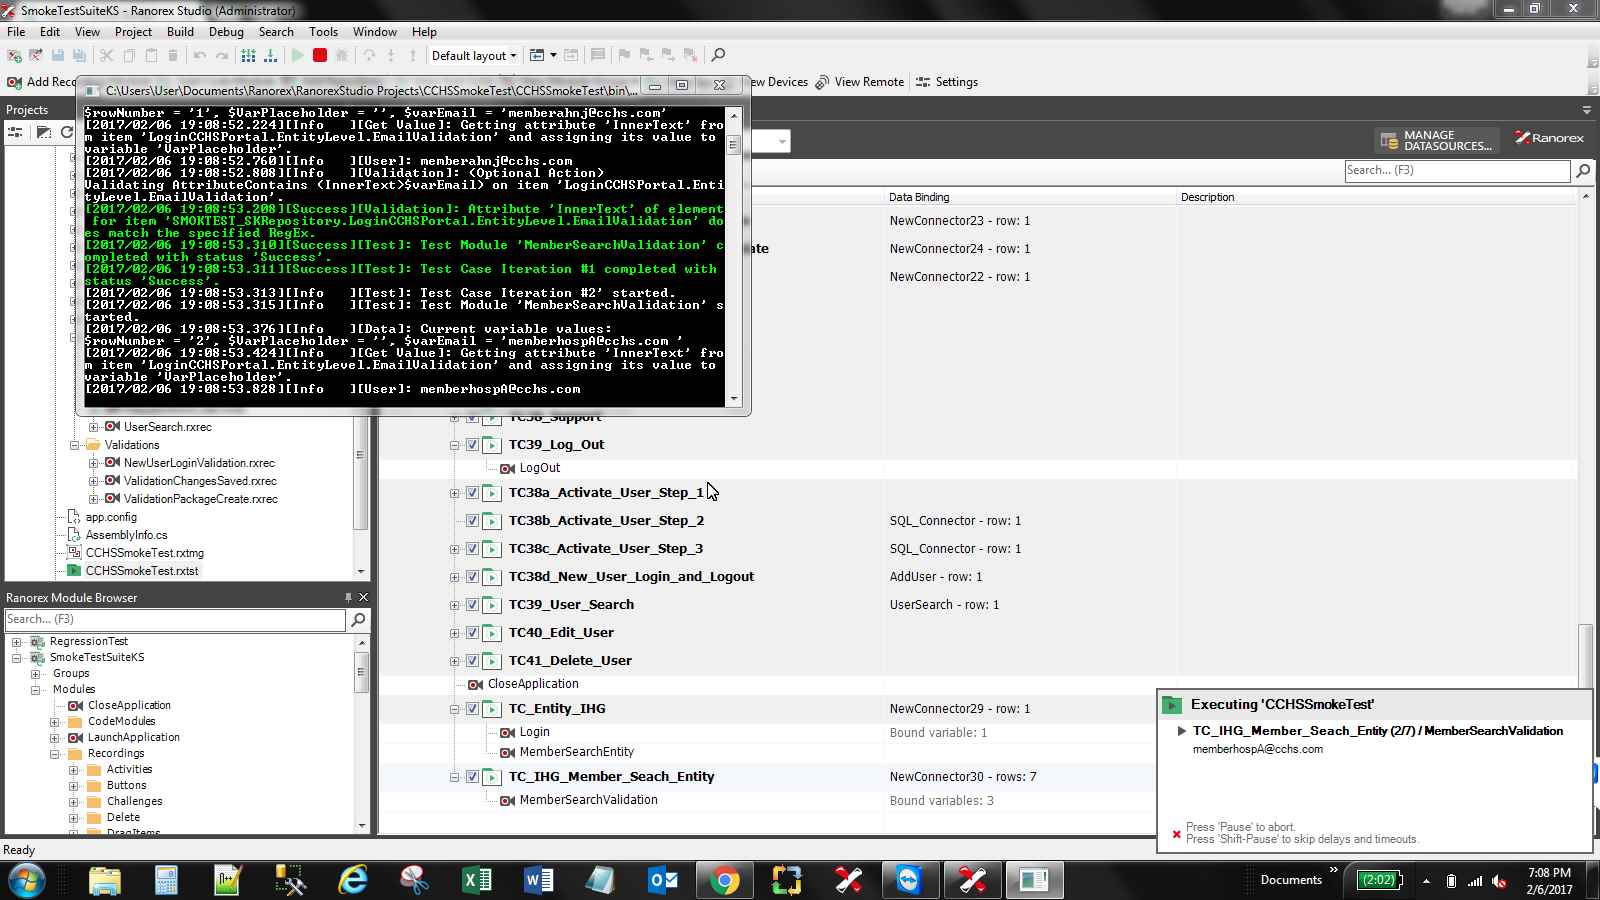 SmokeTestSuiteKS - Ranorex Studio (Administrator)
File Edit View Project Build Debug Search Tools Window Help
Default layout
Add Rec
ew Devices View Remote Settings
C:\Users\User\Documents\Ranorex\RanorexStudio Projects\CCHSSmokeTest\CCHSSmokeTest\bin\...
$rowNumber = '1', $VarPlaceholder = '', $varEmail = 'memberahnj@cchs.com'
[2017/02/06 19:08:52.224][Info   ][Get Value]: Getting attribute 'InnerText' fro
m item 'LoginCCHSPortal.EntityLevel.EmailValidation' and assigning its value to
variable 'VarPlaceholder'.
[2017/02/06 19:08:52.760][Info   ][User]: memberahnj@cchs.com
[2017/02/06 19:08:52.808][Info   ][Validation]: (Optional Action)
Validating AttributeContains (InnerText>$varEmail) on item 'LoginCCHSPortal.Enti
tyLevel.EmailValidation'.
[2017/02/06 19:08:53.208][Success][Validation]: Attribute 'InnerText' of element
 for item 'SMOKTEST_SKRepository.LoginCCHSPortal.EntityLevel.EmailValidation' do
es match the specified RegEx.
[2017/02/06 19:08:53.310][Success][Test]: Test Module 'MemberSearchValidation' c
ompleted with status 'Success'.
[2017/02/06 19:08:53.311][Success][Test]: Test Case Iteration #1 completed with
status 'Success'.
[2017/02/06 19:08:53.313][Info   ][Test]: Test Case Iteration #2' started.
[2017/02/06 19:08:53.315][Info   ][Test]: Test Module 'MemberSearchValidation' s
tarted.
[2017/02/06 19:08:53.376][Info   ][Data]: Current variable values:
$rowNumber = '2', $VarPlaceholder = '', $varEmail = 'memberhospA@cchs.com '
[2017/02/06 19:08:53.424][Info   ][Get Value]: Getting attribute 'InnerText' fro
m item 'LoginCCHSPortal.EntityLevel.EmailValidation' and assigning its value to
variable 'VarPlaceholder'.
[2017/02/06 19:08:53.828][Info   ][User]: memberhospA@cchs.com
Projects
UserSearch.rxrec
Validations
NewUserLoginValidation.rxrec
ValidationChangesSaved.rxrec
ValidationPackageCreate.rxrec
app.config
AssemblyInfo.cs
CCHSSmokeTest.rxtmg
CCHSSmokeTest.rxtst
Ranorex Module Browser
Search... (F3)
RegressionTest
SmokeTestSuiteKS
Groups
Modules
CloseApplication
CodeModules
LaunchApplication
Recordings
Activities
Buttons
Challenges
Delete
DragItems
MANAGE
DATASOURCES...
Ranorex
Search... (F3)
Data Binding Description
NewConnector23 - row: 1
ate NewConnector24 - row: 1
NewConnector22 - row: 1
TC38_Support
TC39_Log_Out
LogOut
TC38a_Activate_User_Step_1
TC38b_Activate_User_Step_2 SQL_Connector - row: 1
TC38c_Activate_User_Step_3 SQL_Connector - row: 1
TC38d_New_User_Login_and_Logout AddUser - row: 1
TC39_User_Search UserSearch - row: 1
TC40_Edit_User
TC41_Delete_User
CloseApplication
TC_Entity_IHG NewConnector29 - row: 1
Login Bound variable: 1
MemberSearchEntity
TC_IHG_Member_Seach_Entity NewConnector30 - rows: 7
MemberSearchValidation Bound variables: 3
Executing 'CCHSSmokeTest'
TC_IHG_Member_Seach_Entity (2/7) / MemberSearchValidation
memberhospA@cchs.com
Press 'Pause' to abort.
Press 'Shift-Pause' to skip delays and timeouts.
Ready
Documents
(2:02)
7:08 PM
2/6/2017